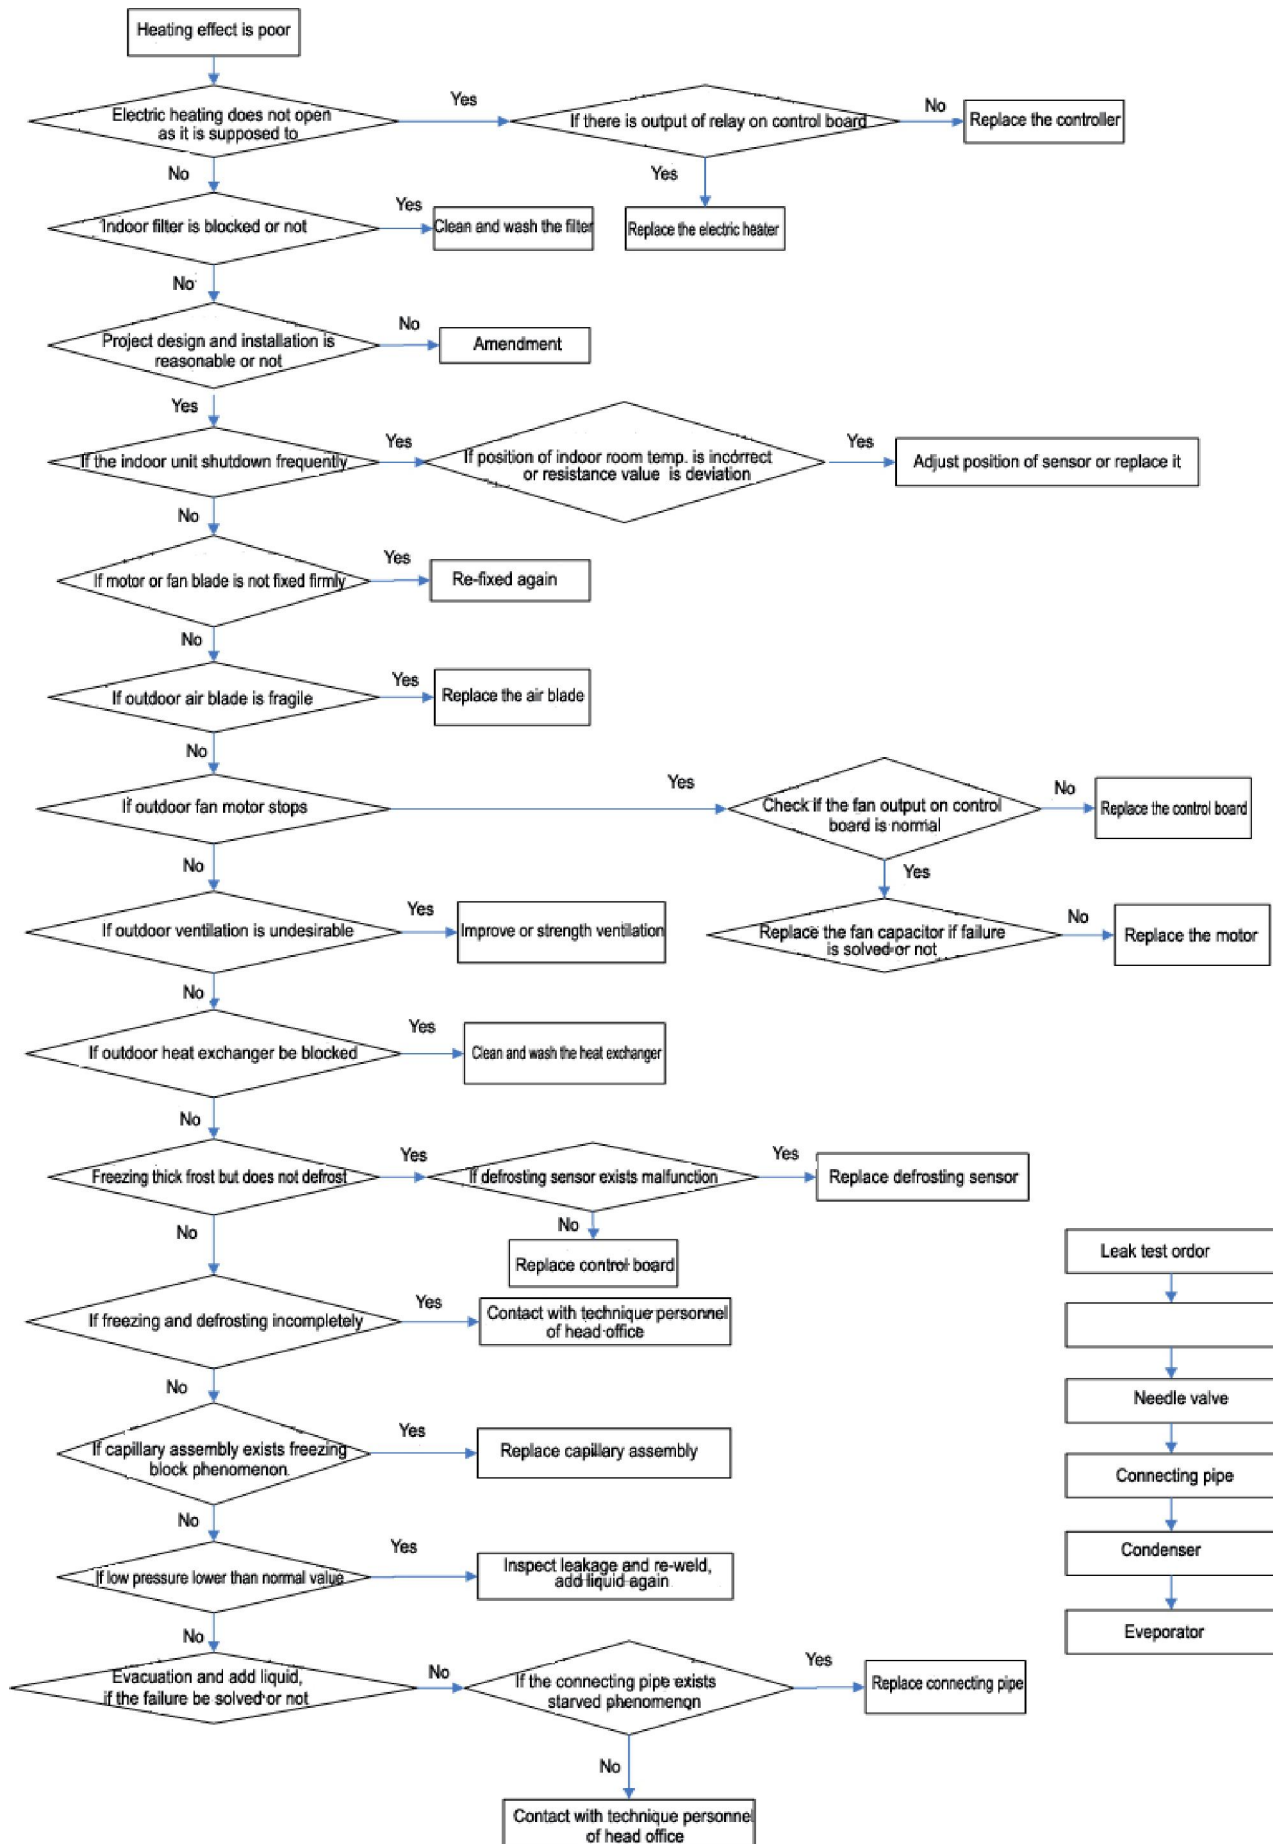 Heating effect is poor
Electric heating does not open
as it is supposed to
Yes
If there is output of relay on control board
No
Replace the controller
No
Yes
Indoor filter is blocked or not
Yes
Clean and wash the filter
Replace the electric heater
No
Project design and installation is
reasonable or not
No
Amendment
Yes
If the indoor unit shutdown frequently
Yes
If position of indoor room temp. is incorrect
or resistance value is deviation
Yes
Adjust position of sensor or replace it
No
If motor or fan blade is not fixed firmly
Yes
Re-fixed again
No
If outdoor air blade is fragile
Yes
Replace the air blade
No
If outdoor fan motor stops
Yes
Check if the fan output on control
board is normal
No
Replace the control board
No
Yes
If outdoor ventilation is undesirable
Yes
Improve or strength ventilation
Replace the fan capacitor if failure
is solved or not
No
Replace the motor
No
If outdoor heat exchanger be blocked
Yes
Clean and wash the heat exchanger
No
Freezing thick frost but does not defrost
Yes
If defrosting sensor exists malfunction
Yes
Replace defrosting sensor
No
No
Replace control board
Leak test ordor
If freezing and defrosting incompletely
Yes
Contact with technique personnel
of head office
No
Needle valve
If capillary assembly exists freezing
block phenomenon.
Yes
Replace capillary assembly
Connecting pipe
No
If low pressure lower than normal value
Yes
Inspect leakage and re-weld,
add liquid again
Condenser
No
Eveporator
Evacuation and add liquid,
if the failure be solved or not
No
If the connecting pipe exists
starved phenomenon
Yes
Replace connecting pipe
No
Contact with technique personnel
of head office